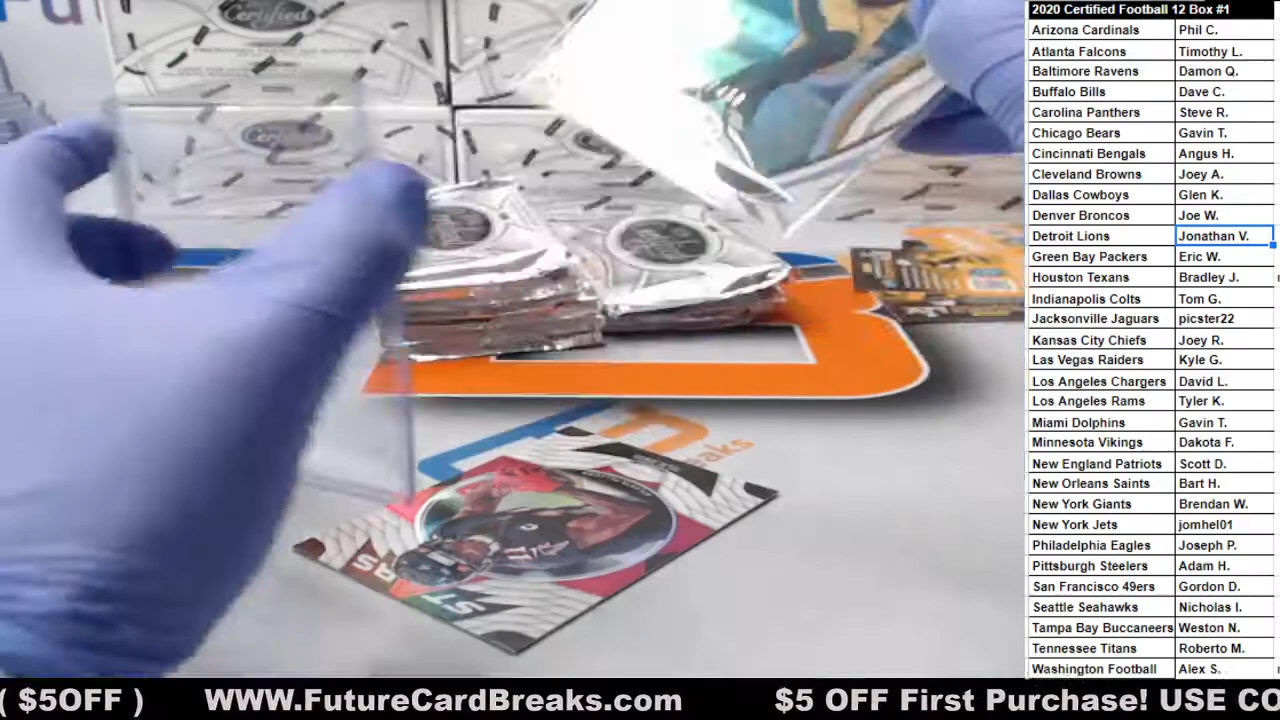 2020 Certified Football 12 Box #1
Arizona Cardinals Phil C.
Atlanta Falcons Timothy L.
Baltimore Ravens Damon Q.
Buffalo Bills Dave C.
Carolina Panthers Steve R.
Chicago Bears Gavin T.
Cincinnati Bengals Angus H.
Cleveland Browns Joey A.
Dallas Cowboys Glen K.
Denver Broncos Joe W.
Detroit Lions Jonathan V.
Green Bay Packers Eric W.
Houston Texans Bradley J.
Indianapolis Colts Tom G.
Jacksonville Jaguars picster22
Kansas City Chiefs Joey R.
Las Vegas Raiders Kyle G.
Los Angeles Chargers David L.
Los Angeles Rams Tyler K.
Miami Dolphins Gavin T.
Minnesota Vikings Dakota F.
New England Patriots Scott D.
New Orleans Saints Bart H.
New York Giants Brendan W.
New York Jets jomhel01
Philadelphia Eagles Joseph P.
Pittsburgh Steelers Adam H.
San Francisco 49ers Gordon D.
Seattle Seahawks Nicholas I.
Tampa Bay Buccaneers Weston N.
Tennessee Titans Roberto M.
Washington Football Alex S.
Certified
Certified
eaks
( $5OFF ) WWW.FutureCardBreaks.com $5 OFF First Purchase! USE CO